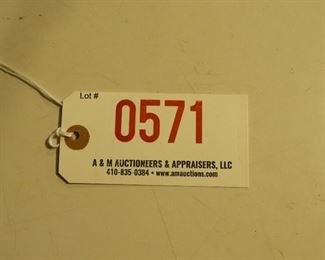 Lot #
0571
A & M AUCTIONEERS & APPRAISERS, LLC
410-835-0384 • www.amauctions.com